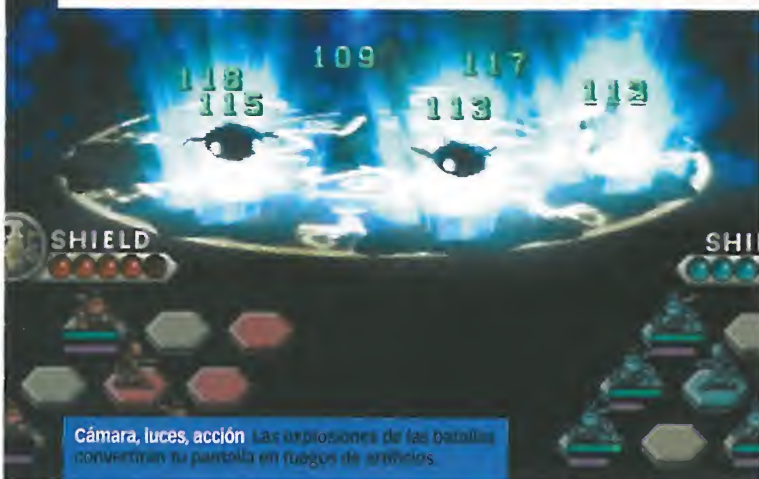 109
117
118
115
113
SHIELD
SHI
Cámara, luces, acción Las explosiones de las batallas
convertirán tu pantalla en fuegos de artificios.